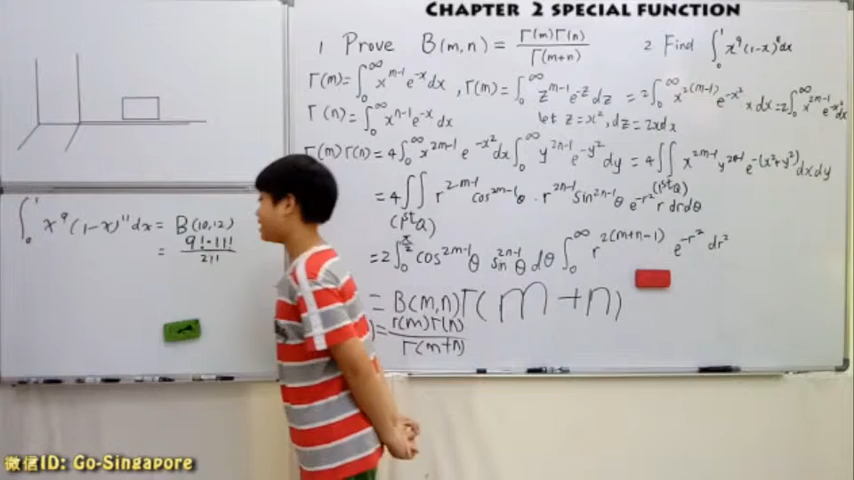 CHAPTER 2 SPECIAL FUNCTION
1 Prove B(m,n) = Γ(m)Γ(n) / Γ(m+n)
2 Find ∫₀¹ x⁹(1-x)¹¹dx
Γ(m)= ∫₀^∞ x^(m-1) e^(-x) dx , Γ(m) = ∫₀^∞ z^(m-1) e^(-z) dz = 2∫₀^∞ x^(2(m-1)) e^(-x²) x dx = 2∫₀^∞ x^(2m-1) e^(-x²) dx
Γ(n) = ∫₀^∞ x^(n-1) e^(-x) dx
let z = x², dz = 2xdx
Γ(m)Γ(n) = 4∫₀^∞ x^(2m-1) e^(-x²) dx ∫₀^∞ y^(2n-1) e^(-y²) dy = 4∫∫ x^(2m-1) y^(2n-1) e^(-(x²+y²)) dxdy
(1st Q)
= 4∫∫ r^(2m-1) cos^(2m-1)θ · r^(2n-1) sin^(2n-1)θ e^(-r²) r dr dθ
(1st Q)
= 2∫₀^(π/2) cos^(2m-1)θ sin^(2n-1)θ dθ ∫₀^∞ r^(2(m+n-1)) e^(-r²) dr²
= B(m,n)Γ(m+n)
= Γ(m)Γ(n) / Γ(m+n)
∫₀¹ x⁹(1-x)¹¹dx = B(10,12)
= 9!·11! / 21!
微信ID: Go-Singapore